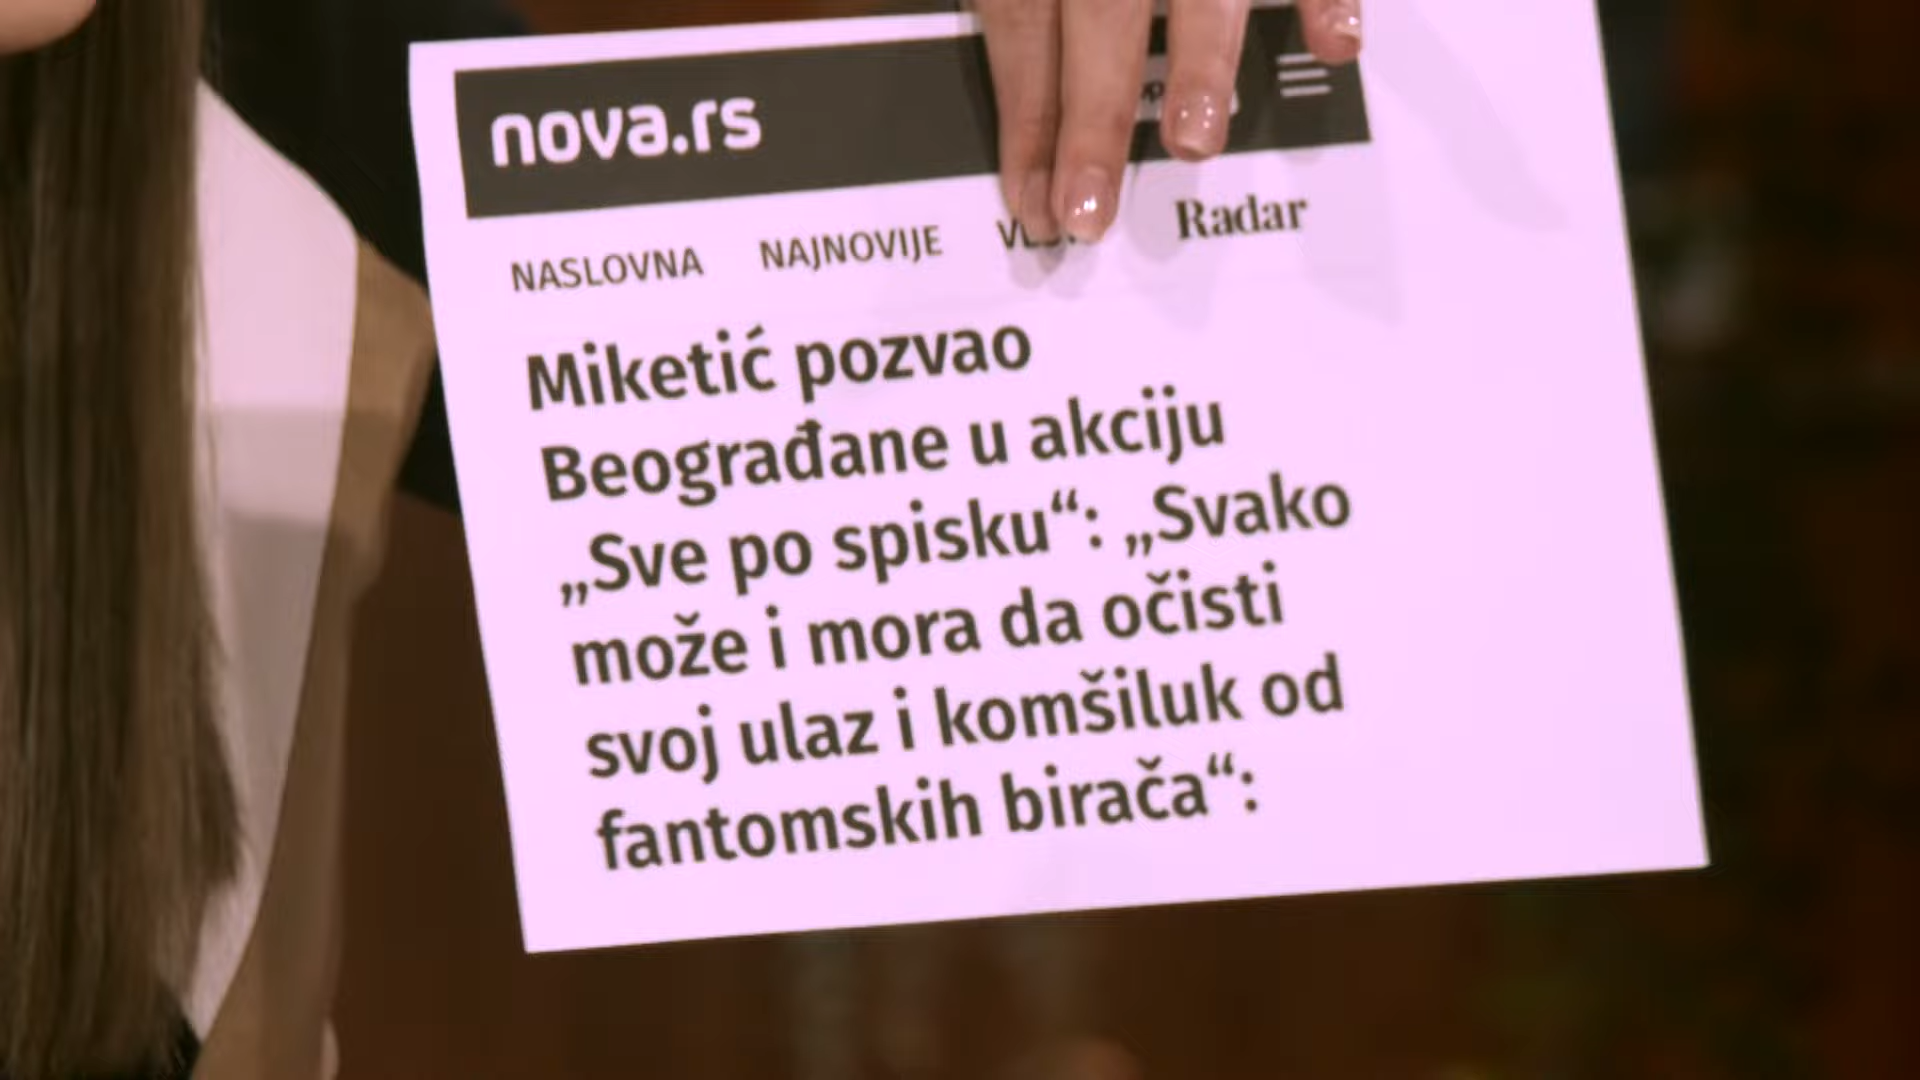 nova.rs
NASLOVNA NAJNOVIJE Radar
Miketić pozvao
Beograđane u akciju
„Sve po spisku“: „Svako
može i mora da očisti
svoj ulaz i komšiluk od
fantomskih birača“: